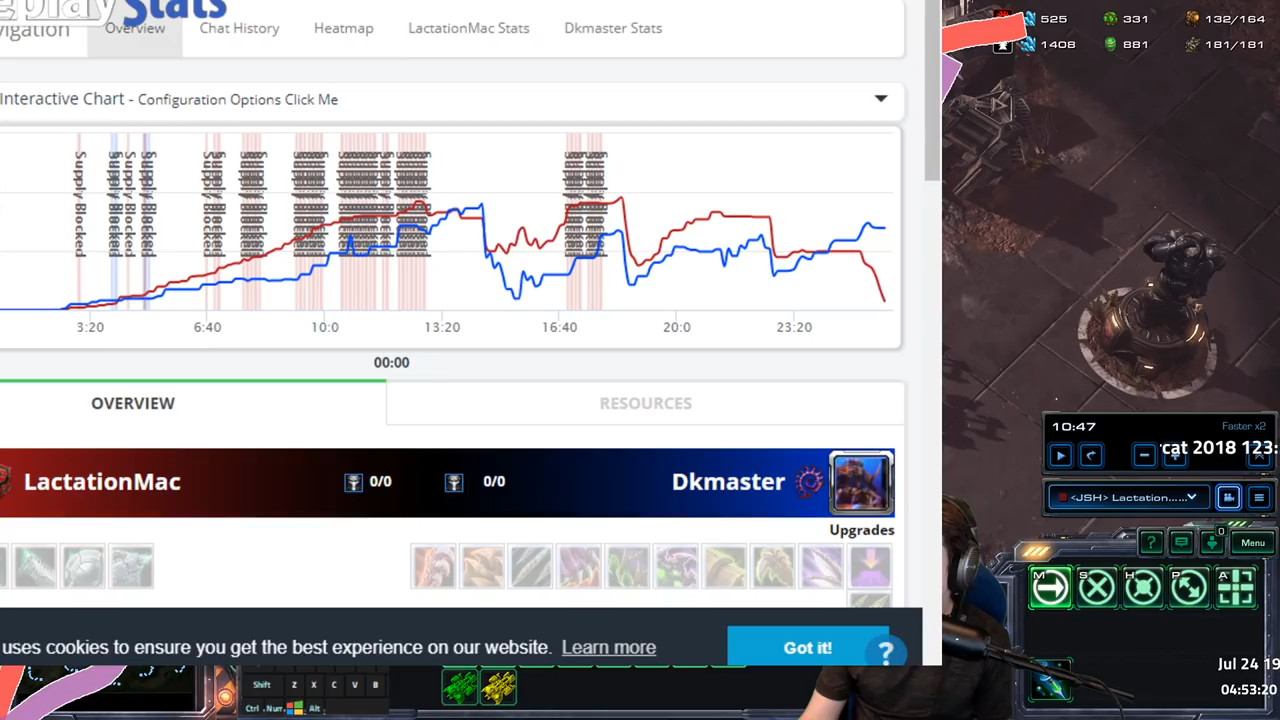 Stats
Overview
Chat History
Heatmap
LactationMac Stats
Dkmaster Stats
Interactive Chart - Configuration Options Click Me
Supply Blocked
Supply Blocked
Supply Blocked
Supply Blocked
3:20
6:40
10:0
13:20
16:40
20:0
23:20
00:00
OVERVIEW
RESOURCES
LactationMac
0/0
0/0
Dkmaster
Upgrades
uses cookies to ensure you get the best experience on our website. Learn more
Got it!
?
Shift Z X C V B
Ctrl Alt
525 331 132/164
1408 881 181/181
10:47
Faster x2
cat 2018 123:
<JSH> Lactation......
?
0
Menu
M S H P A
Jul 24 19
04:53:20